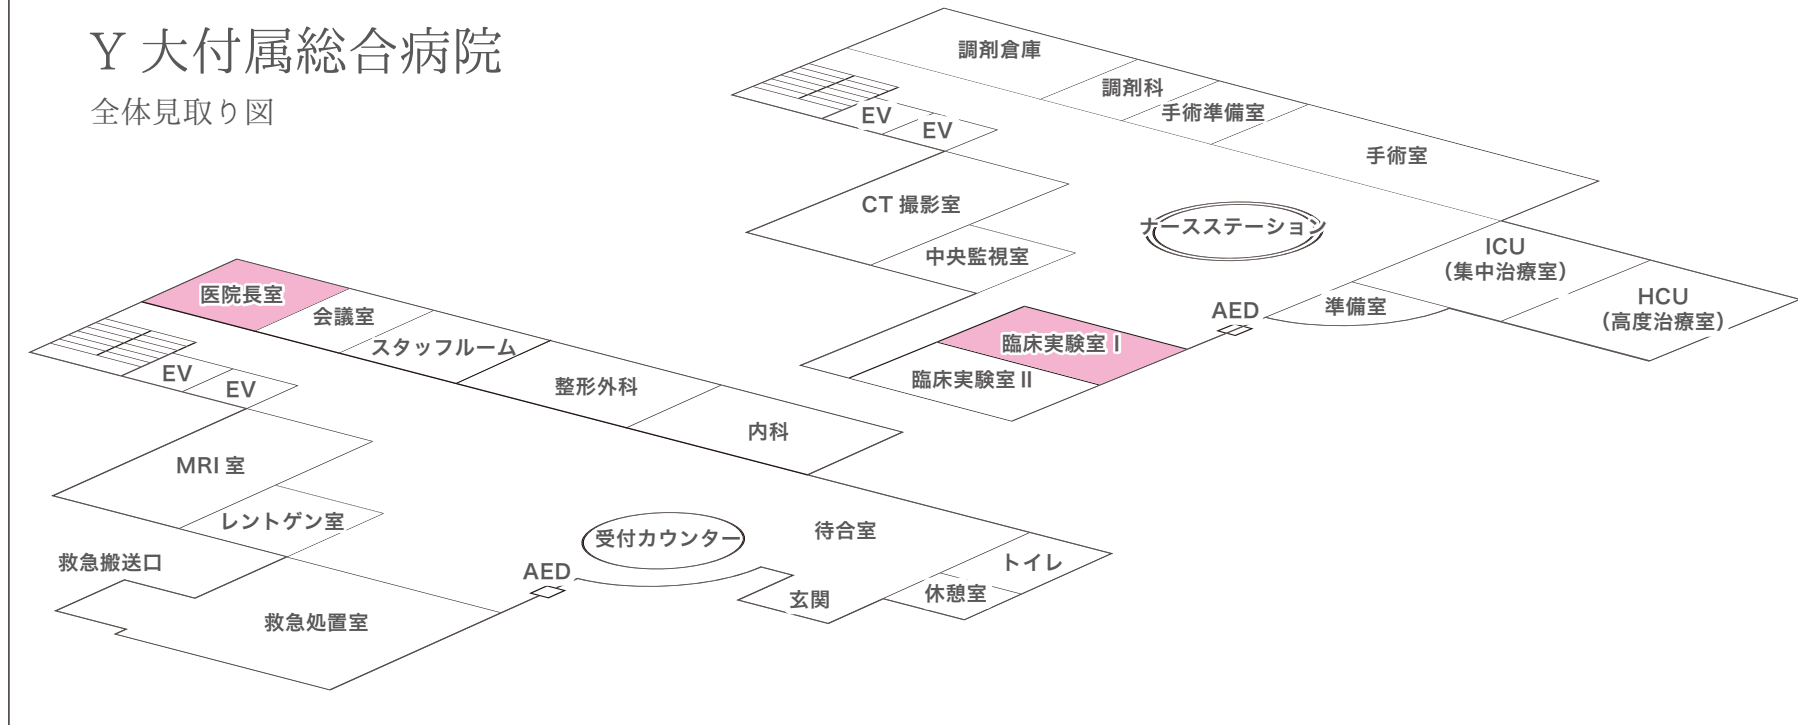 Y 大付属総合病院
全体見取り図
調剤倉庫
調剤科
手術準備室
手術室
EV
EV
CT 撮影室
中央監視室
ナースステーション
ICU
（集中治療室）
HCU
（高度治療室）
準備室
AED
臨床実験室 I
臨床実験室 II
医院長室
会議室
スタッフルーム
整形外科
内科
EV
EV
MRI 室
レントゲン室
救急搬送口
救急処置室
AED
受付カウンター
待合室
玄関
休憩室
トイレ